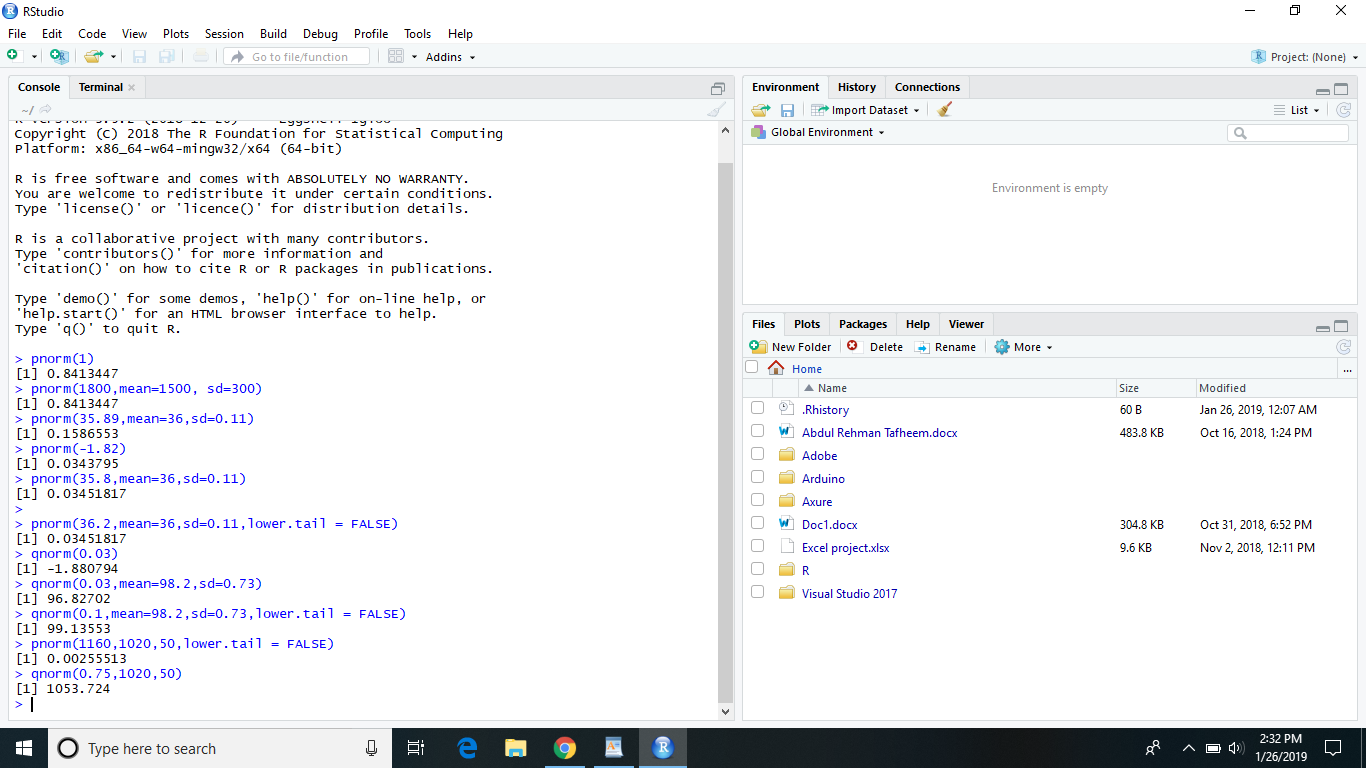 RStudio
File Edit Code View Plots Session Build Debug Profile Tools Help
Go to file/function Addins Project: (None)
Console Terminal
~/
Copyright (C) 2018 The R Foundation for Statistical Computing
Platform: x86_64-w64-mingw32/x64 (64-bit)
R is free software and comes with ABSOLUTELY NO WARRANTY.
You are welcome to redistribute it under certain conditions.
Type 'license()' or 'licence()' for distribution details.
R is a collaborative project with many contributors.
Type 'contributors()' for more information and
'citation()' on how to cite R or R packages in publications.
Type 'demo()' for some demos, 'help()' for on-line help, or
'help.start()' for an HTML browser interface to help.
Type 'q()' to quit R.
> pnorm(1)
[1] 0.8413447
> pnorm(1800,mean=1500, sd=300)
[1] 0.8413447
> pnorm(35.89,mean=36,sd=0.11)
[1] 0.1586553
> pnorm(-1.82)
[1] 0.0343795
> pnorm(35.8,mean=36,sd=0.11)
[1] 0.03451817
>
> pnorm(36.2,mean=36,sd=0.11,lower.tail = FALSE)
[1] 0.03451817
> qnorm(0.03)
[1] -1.880794
> qnorm(0.03,mean=98.2,sd=0.73)
[1] 96.82702
> qnorm(0.1,mean=98.2,sd=0.73,lower.tail = FALSE)
[1] 99.13553
> pnorm(1160,1020,50,lower.tail = FALSE)
[1] 0.00255513
> qnorm(0.75,1020,50)
[1] 1053.724
>
Environment History Connections
Import Dataset List
Global Environment
Environment is empty
Files Plots Packages Help Viewer
New Folder Delete Rename More
Home ...
Name Size Modified
.Rhistory 60 B Jan 26, 2019, 12:07 AM
Abdul Rehman Tafheem.docx 483.8 KB Oct 16, 2018, 1:24 PM
Adobe
Arduino
Axure
Doc1.docx 304.8 KB Oct 31, 2018, 6:52 PM
Excel project.xlsx 9.6 KB Nov 2, 2018, 12:11 PM
R
Visual Studio 2017
Type here to search
2:32 PM
1/26/2019